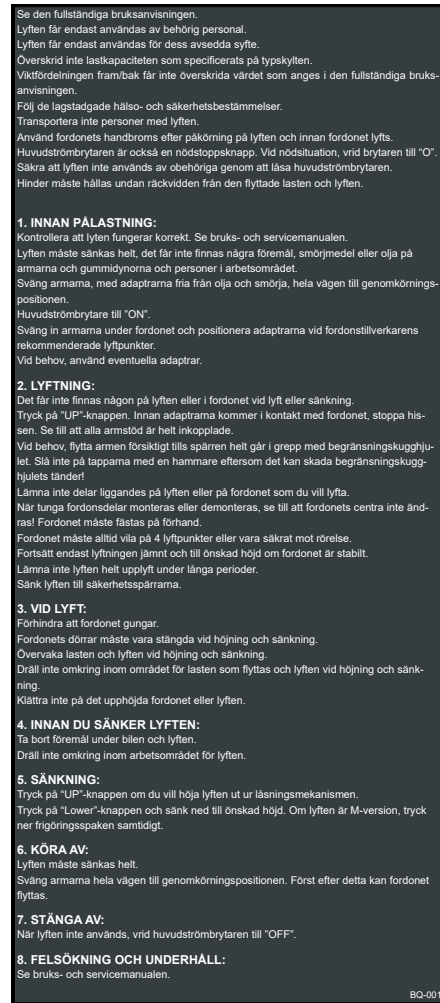 Se den fullständiga bruksanvisningen.
Lyften får endast användas av behörig personal.
Lyften får endast användas för dess avsedda syfte.
Överskrid inte lastkapaciteten som specificerats på typskylten.
Viktfördelningen fram/bak får inte överskrida värdet som anges i den fullständiga bruks-
anvisningen.
Följ de lagstadgade hälso- och säkerhetsbestämmelser.
Transportera inte personer med lyften.
Använd fordonets handbroms efter påkörning på lyften och innan fordonet lyfts.
Huvudströmbrytaren är också en nödstoppsknapp. Vid nödsituation, vrid brytaren till “O”.
Säkra att lyften inte används av obehöriga genom att låsa huvudströmbrytaren.
Hinder måste hållas undan räckvidden från den flyttade lasten och lyften.
1. INNAN PÅLASTNING:
Kontrollera att lyten fungerar korrekt. Se bruks- och servicemanualen.
Lyften måste sänkas helt, det får inte finnas några föremål, smörjmedel eller olja på
armarna och gummidynorna och personer i arbetsområdet.
Sväng armarna, med adaptrarna fria från olja och smörja, hela vägen till genomkörnings-
positionen.
Huvudströmbrytare till ”ON”.
Sväng in armarna under fordonet och positionera adaptrarna vid fordonstillverkarens
rekommenderade lyftpunkter.
Vid behov, använd eventuella adaptrar.
2. LYFTNING:
Det får inte finnas någon på lyften eller i fordonet vid lyft eller sänkning.
Tryck på ”UP”-knappen. Innan adaptrarna kommer i kontakt med fordonet, stoppa his-
sen. Se till att alla armstöd är helt inkopplade.
Vid behov, flytta armen försiktigt tills spärren helt går i grepp med begränsningskugghju-
let. Slå inte på tapparna med en hammare eftersom det kan skada begränsningskugg-
hjulets tänder!
Lämna inte delar liggandes på lyften eller på fordonet som du vill lyfta.
När tunga fordonsdelar monteras eller demonteras, se till att fordonets centra inte änd-
ras! Fordonet måste fästas på förhand.
Fordonet måste alltid vila på 4 lyftpunkter eller vara säkrat mot rörelse.
Fortsätt endast lyftningen jämnt och till önskad höjd om fordonet är stabilt.
Lämna inte lyften helt upplyft under långa perioder.
Sänk lyften till säkerhetsspärrarna.
3. VID LYFT:
Förhindra att fordonet gungar.
Fordonets dörrar måste vara stängda vid höjning och sänkning.
Övervaka lasten och lyften vid höjning och sänkning.
Dräll inte omkring inom området för lasten som flyttas och lyften vid höjning och sänk-
ning.
Klättra inte på det upphöjda fordonet eller lyften.
4. INNAN DU SÄNKER LYFTEN:
Ta bort föremål under bilen och lyften.
Dräll inte omkring inom arbetsområdet för lyften.
5. SÄNKNING:
Tryck på “UP”-knappen om du vill höja lyften ut ur låsningsmekanismen.
Tryck på “Lower”-knappen och sänk ned till önskad höjd. Om lyften är M-version, tryck
ner frigöringsspaken samtidigt.
6. KÖRA AV:
Lyften måste sänkas helt.
Sväng armarna hela vägen till genomkörningspositionen. Först efter detta kan fordonet
flyttas.
7. STÄNGA AV:
När lyften inte används, vrid huvudströmbrytaren till ”OFF”.
8. FELSÖKNING OCH UNDERHÅLL:
Se bruks- och servicemanualen.
BQ-001